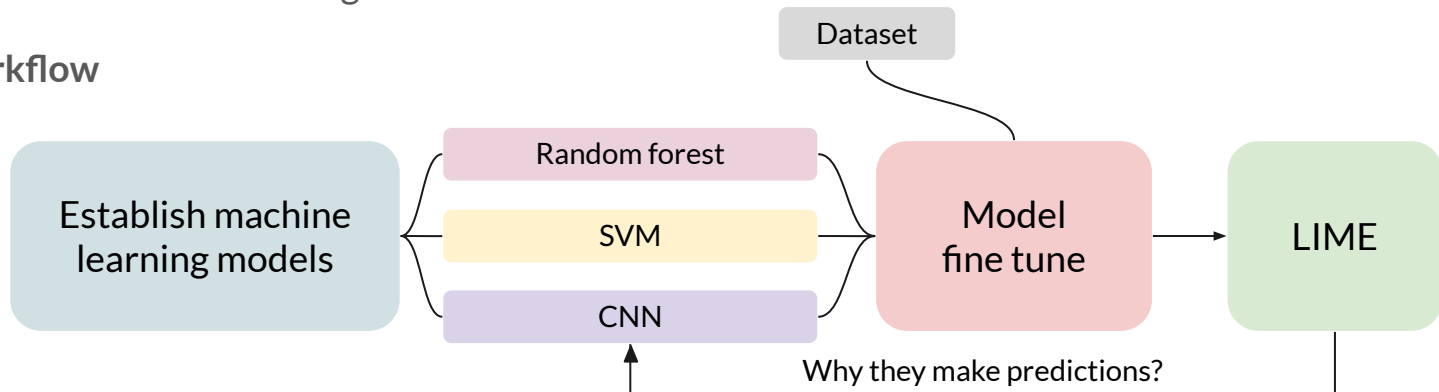 rkflow
Dataset
Establish machine
learning models
Random forest
SVM
CNN
Model
fine tune
LIME
Why they make predictions?